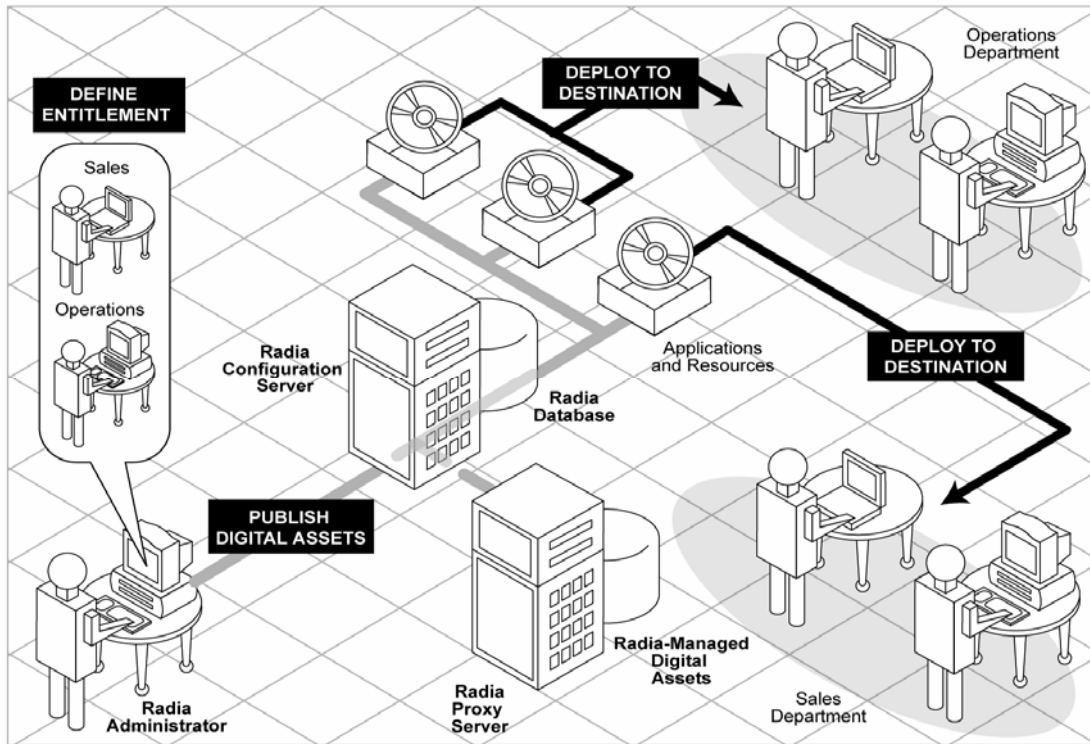 Operations
Department
DEPLOY TO
DESTINATION
DEFINE
ENTITLEMENT
Sales
Operations
Radia
Configuration
Server
Radia
Database
Applications
and Resources
DEPLOY TO
DESTINATION
PUBLISH
DIGITAL ASSETS
Radia
Administrator
Radia
Proxy
Server
Radia-Managed
Digital
Assets
Sales
Department